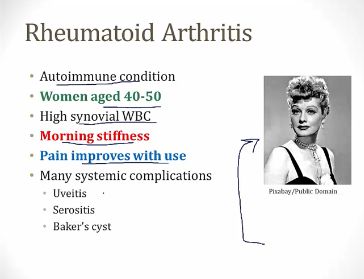 Rheumatoid Arthritis
Autoimmune condition
Women aged 40-50
High synovial WBC
Morning stiffness
Pain improves with use
Many systemic complications
Uveitis
Serositis
Baker's cyst
Pixabay/Public Domain